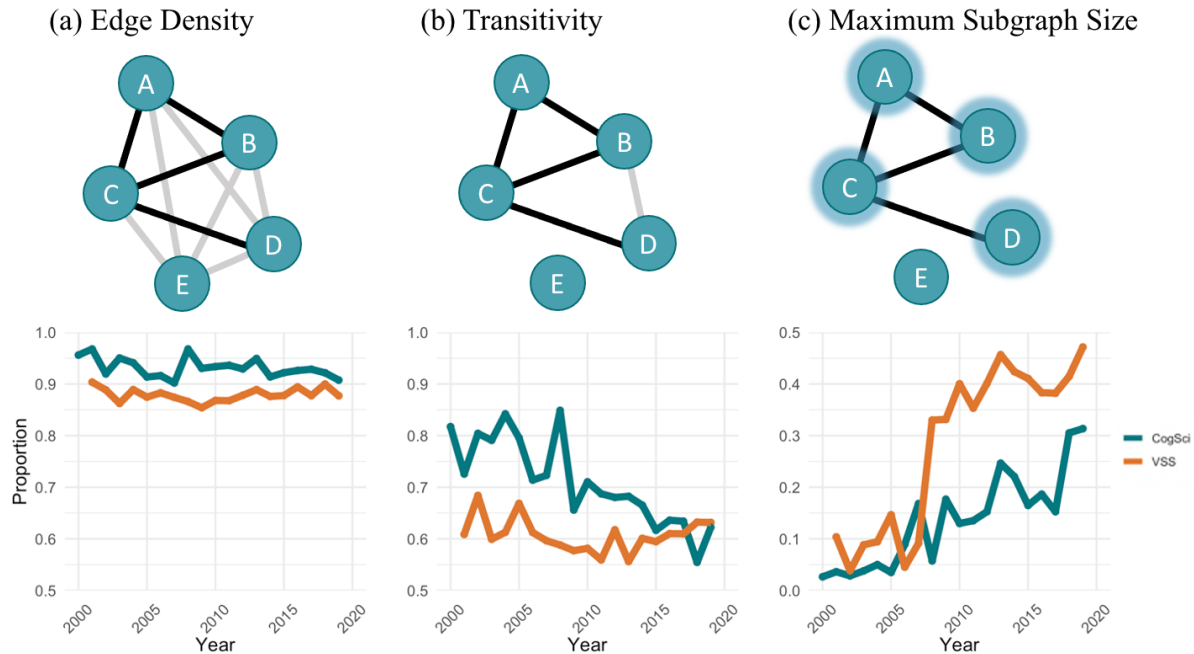 (a) Edge Density
(b) Transitivity
(c) Maximum Subgraph Size
A
B
C
D
E
A
B
C
D
E
A
B
C
D
E
Proportion
1.0
0.9
0.8
0.7
0.6
0.5
2000
2005
2010
2015
2020
Year
1.0
0.9
0.8
0.7
0.6
0.5
2000
2005
2010
2015
2020
Year
0.5
0.4
0.3
0.2
0.1
0.0
2000
2005
2010
2015
2020
Year
CogSci
VSS